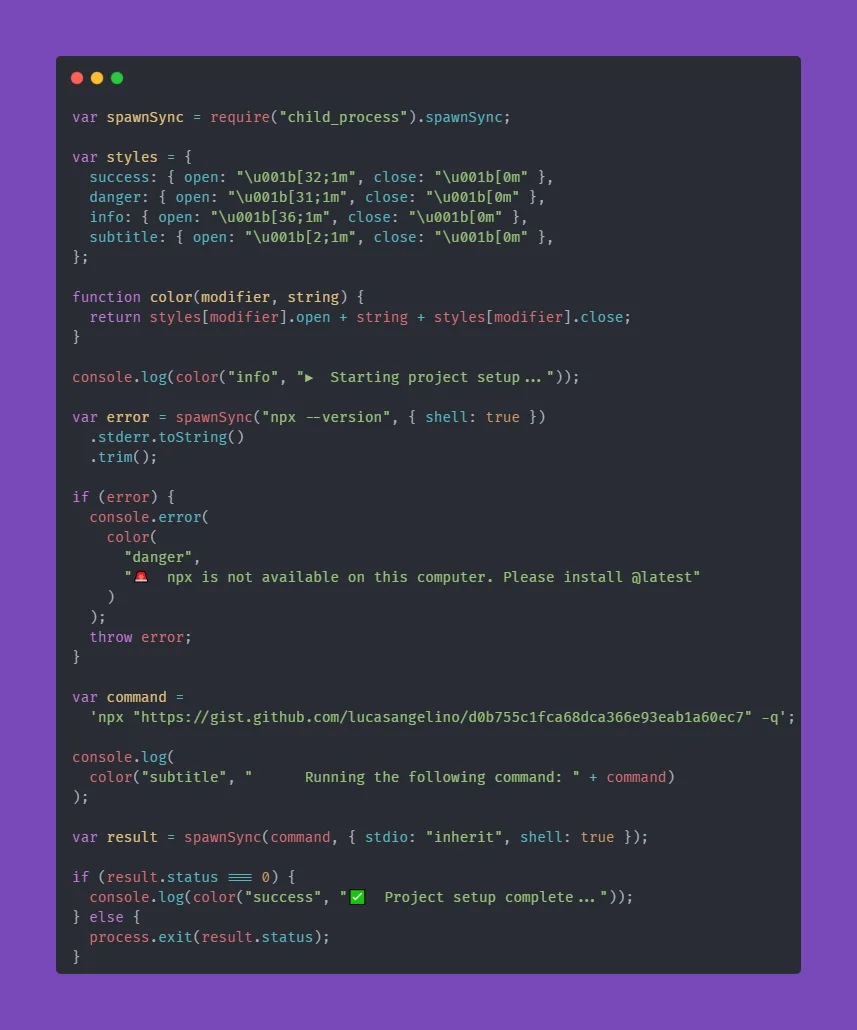 var spawnSync = require("child_process").spawnSync;
var styles = {
  success: { open: "\u001b[32;1m", close: "\u001b[0m" },
  danger: { open: "\u001b[31;1m", close: "\u001b[0m" },
  info: { open: "\u001b[36;1m", close: "\u001b[0m" },
  subtitle: { open: "\u001b[2;1m", close: "\u001b[0m" },
};
function color(modifier, string) {
  return styles[modifier].open + string + styles[modifier].close;
}
console.log(color("info", "▶  Starting project setup..."));
var error = spawnSync("npx --version", { shell: true })
  .stderr.toString()
  .trim();
if (error) {
  console.error(
    color(
      "danger",
      "🚨  npx is not available on this computer. Please install @latest"
    )
  );
  throw error;
}
var command =
  'npx "https://gist.github.com/lucasangelino/d0b755c1fca68dca366e93eab1a60ec7" -q';
console.log(
  color("subtitle", "      Running the following command: " + command)
);
var result = spawnSync(command, { stdio: "inherit", shell: true });
if (result.status === 0) {
  console.log(color("success", "✅  Project setup complete..."));
} else {
  process.exit(result.status);
}